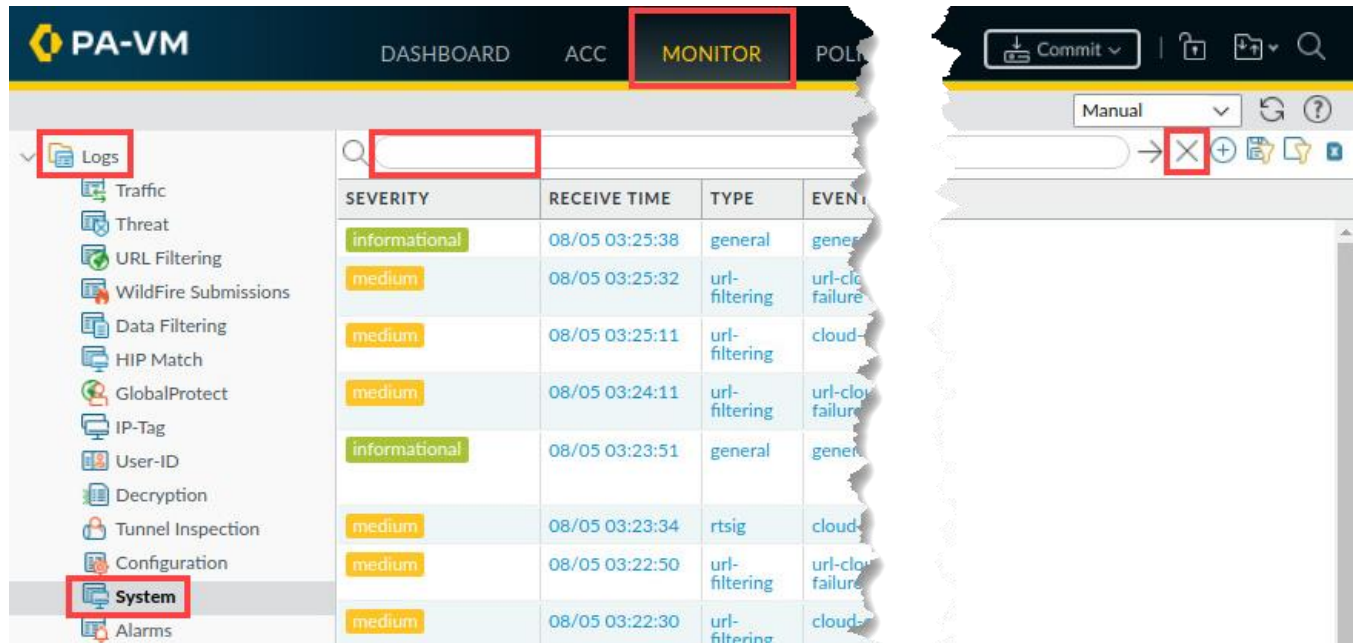 PA-VM
DASHBOARD ACC MONITOR
Commit
Manual
Logs
Traffic
Threat
URL Filtering
WildFire Submissions
Data Filtering
HIP Match
GlobalProtect
IP-Tag
User-ID
Decryption
Tunnel Inspection
Configuration
System
Alarms
SEVERITY RECEIVE TIME TYPE
informational 08/05 03:25:38 general
medium 08/05 03:25:32 url-
filtering failure
medium 08/05 03:25:11 url-
filtering
medium 08/05 03:24:11 url-
filtering
informational 08/05 03:23:51 general
medium 08/05 03:23:34 rtsig
medium 08/05 03:22:50 url-
filtering
medium 08/05 03:22:30 url-
filtering